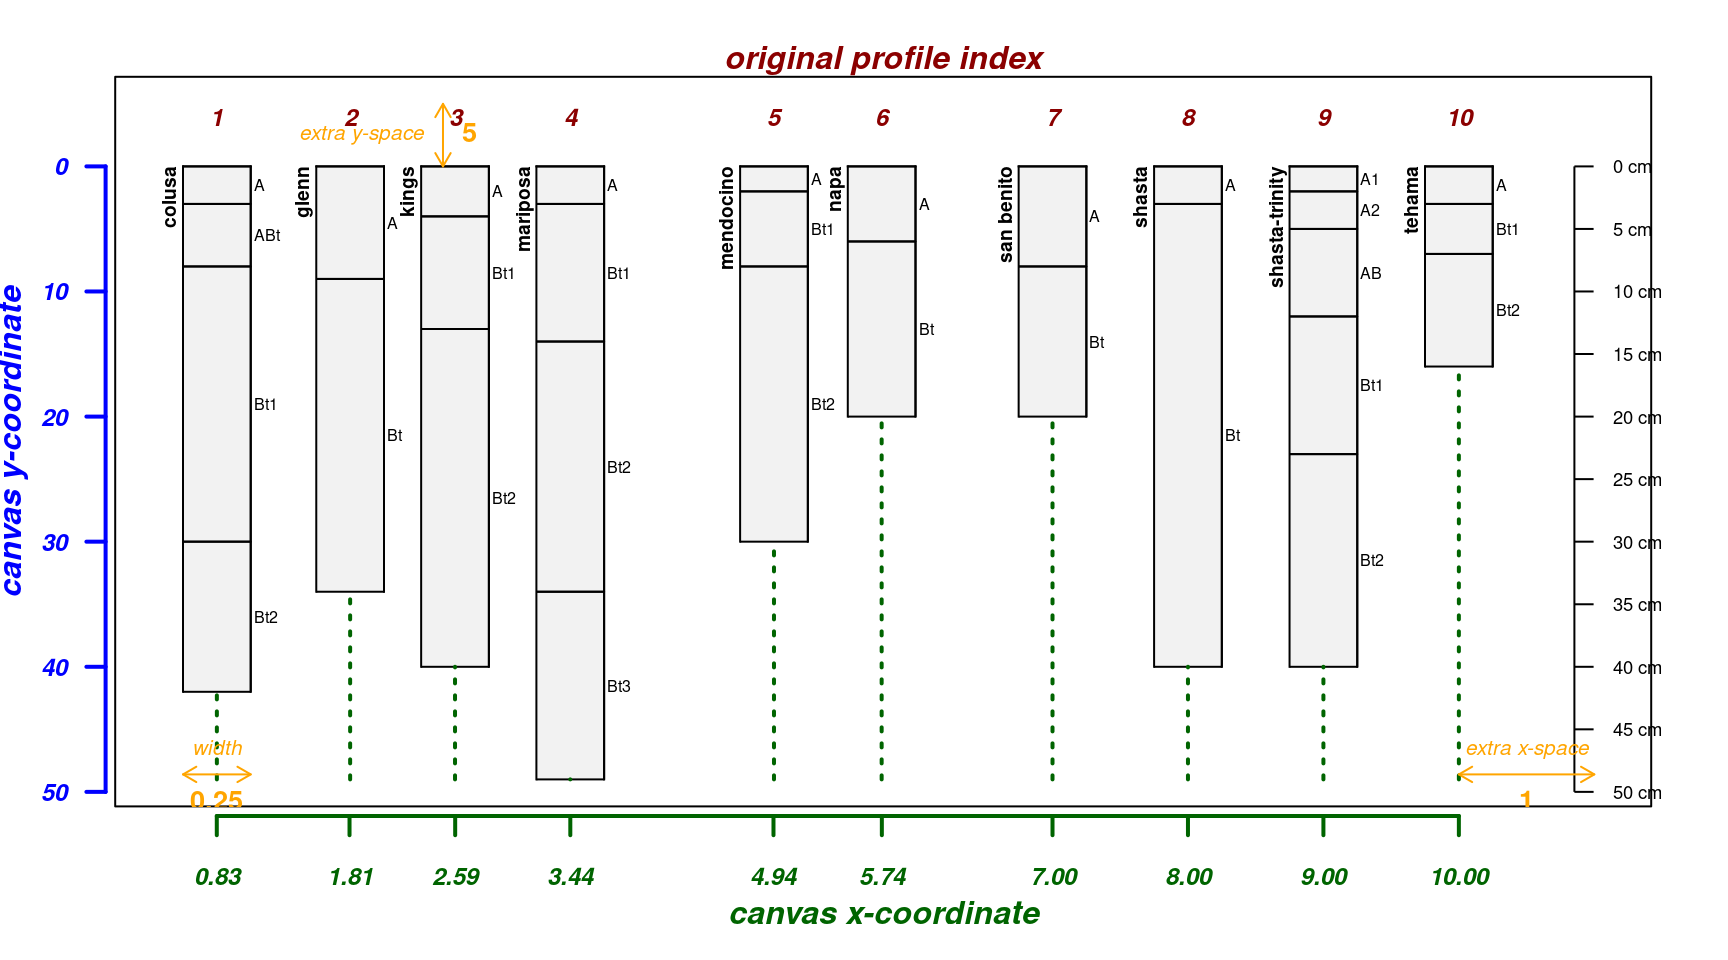 original profile index
1 2 3 4 5 6 7 8 9 10
extra y-space 5
canvas y-coordinate
0
10
20
30
40
50
colusa
A
ABt
Bt1
Bt2
glenn
A
Bt
kings
A
Bt1
Bt2
mariposa
A
Bt1
Bt2
Bt3
mendocino
A
Bt1
Bt2
napa
A
Bt
san benito
A
Bt
shasta
A
Bt
shasta-trinity
A1
A2
AB
Bt1
Bt2
tehama
A
Bt1
Bt2
0 cm
5 cm
10 cm
15 cm
20 cm
25 cm
30 cm
35 cm
40 cm
45 cm
50 cm
width
0.25
extra x-space
1
0.83 1.81 2.59 3.44 4.94 5.74 7.00 8.00 9.00 10.00
canvas x-coordinate